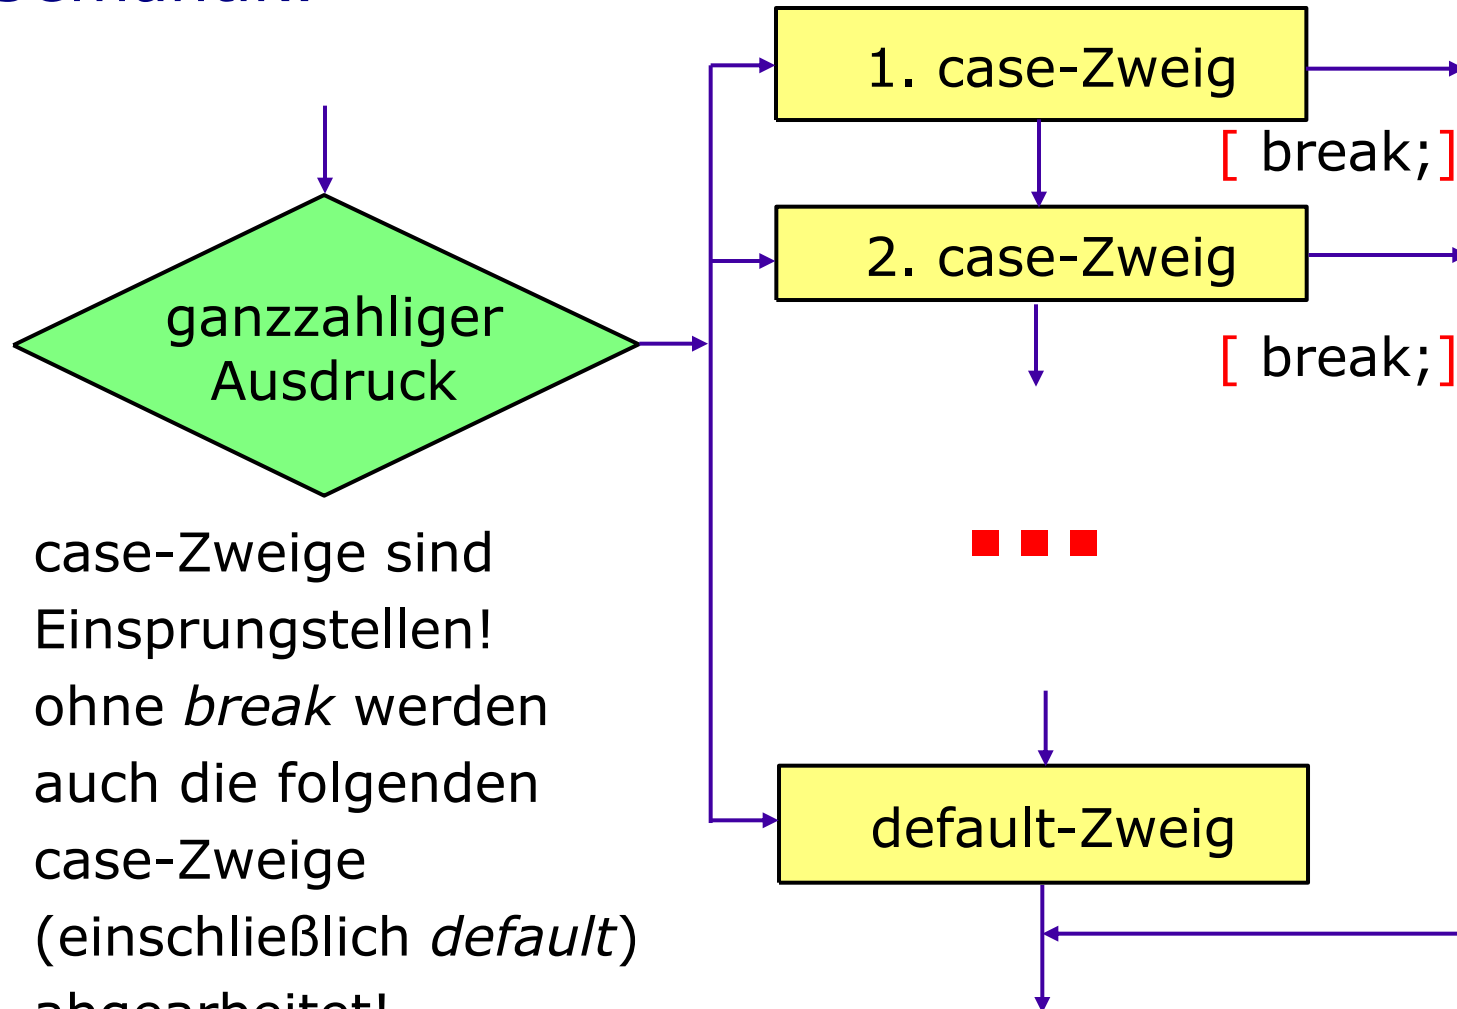 1. case-Zweig
[ break;]
2. case-Zweig
[ break;]
ganzzahliger
Ausdruck
case-Zweige sind
Einsprungstellen!
ohne break werden
auch die folgenden
case-Zweige
(einschließlich default)
abgearbeitet!
default-Zweig